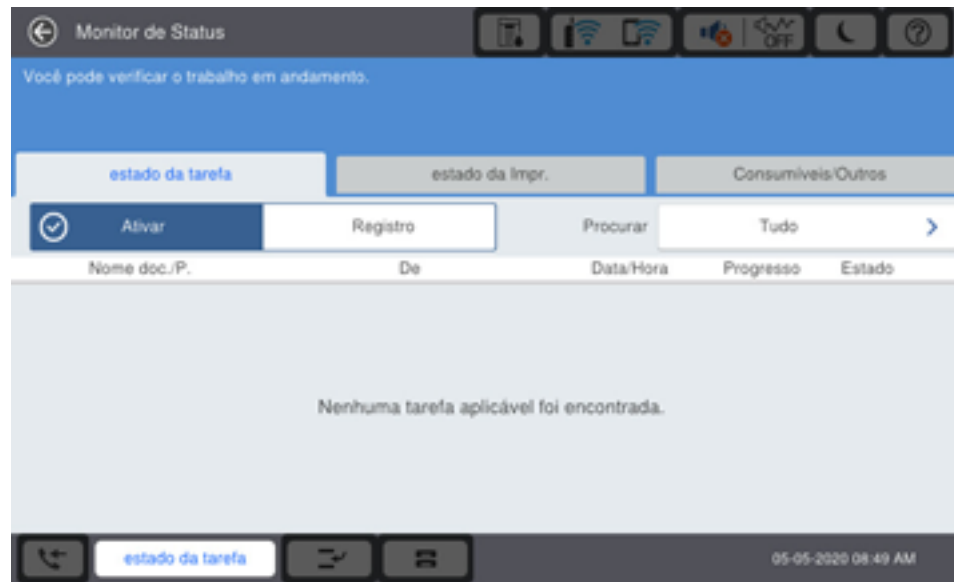 Monitor de Status
OFF
Você pode verificar o trabalho em andamento.
estado da tarefa
estado da Impr.
Consumíveis/Outros
Ativar
Registro
Procurar
Tudo
Nome doc./P.
De
Data/Hora
Progresso
Estado
Nenhuma tarefa aplicável foi encontrada.
estado da tarefa
05-05-2020 08:49 AM